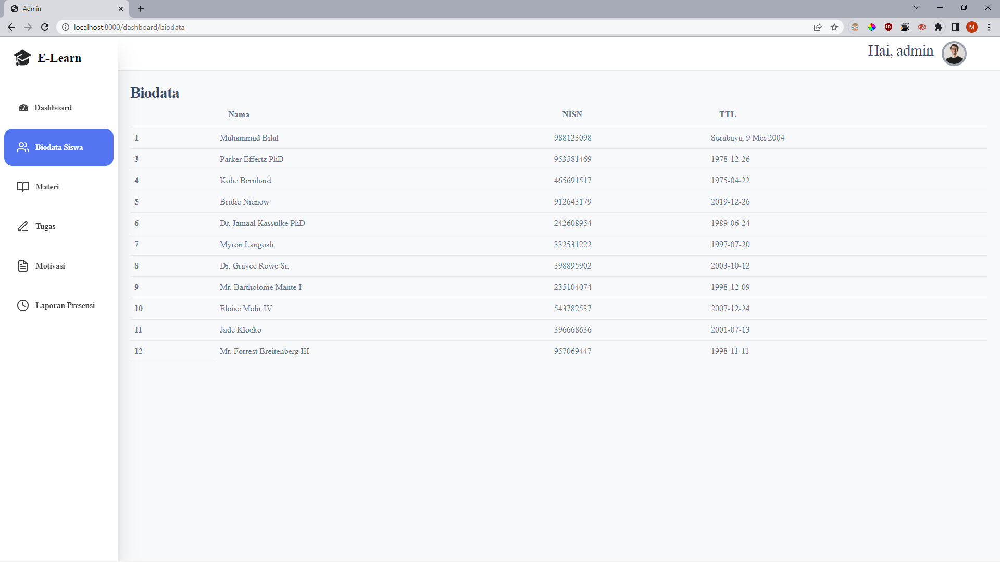 Admin
localhost:8000/dashboard/biodata
M
E-Learn
Hai, admin
Dashboard
Biodata Siswa
Materi
Tugas
Motivasi
Laporan Presensi
Biodata
Nama NISN TTL
1 Muhammad Bilal 988123098 Surabaya, 9 Mei 2004
3 Parker Effertz PhD 953581469 1978-12-26
4 Kobe Bernhard 465691517 1975-04-22
5 Bridie Nienow 912643179 2019-12-26
6 Dr. Jamaal Kassulke PhD 242608954 1989-06-24
7 Myron Langosh 332531222 1997-07-20
8 Dr. Grayce Rowe Sr. 398895902 2003-10-12
9 Mr. Bartholome Mante I 235104074 1998-12-09
10 Eloise Mohr IV 543782537 2007-12-24
11 Jade Klocko 396668636 2001-07-13
12 Mr. Forrest Breitenberg III 957069447 1998-11-11